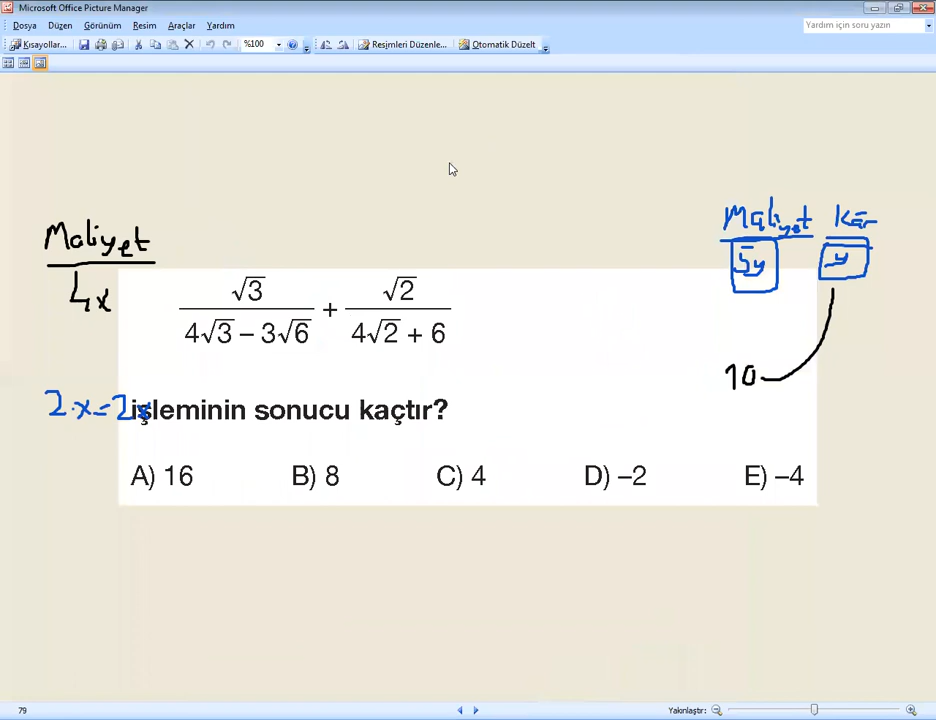 Microsoft Office Picture Manager
Dosya Düzen Görünüm Resim Araçlar Yardım
Yardım için soru yazın
Kısayollar... %100 Resimleri Düzenle... Otomatik Düzelt
Maliyet
4x
Maliyet Kâr
5y y
10
√3 / (4√3 − 3√6) + √2 / (4√2 + 6)
2·x=2x
işleminin sonucu kaçtır?
A) 16 B) 8 C) 4 D) –2 E) –4
79 Yakınlaştır: